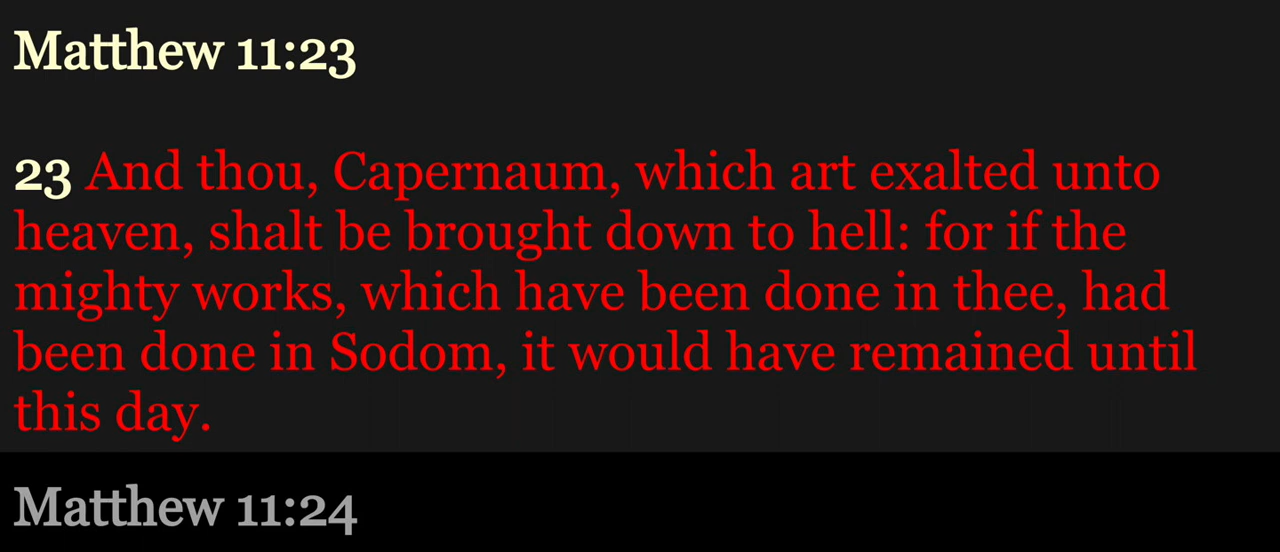 Matthew 11:23
23 And thou, Capernaum, which art exalted unto
heaven, shalt be brought down to hell: for if the
mighty works, which have been done in thee, had
been done in Sodom, it would have remained until
this day.
Matthew 11:24